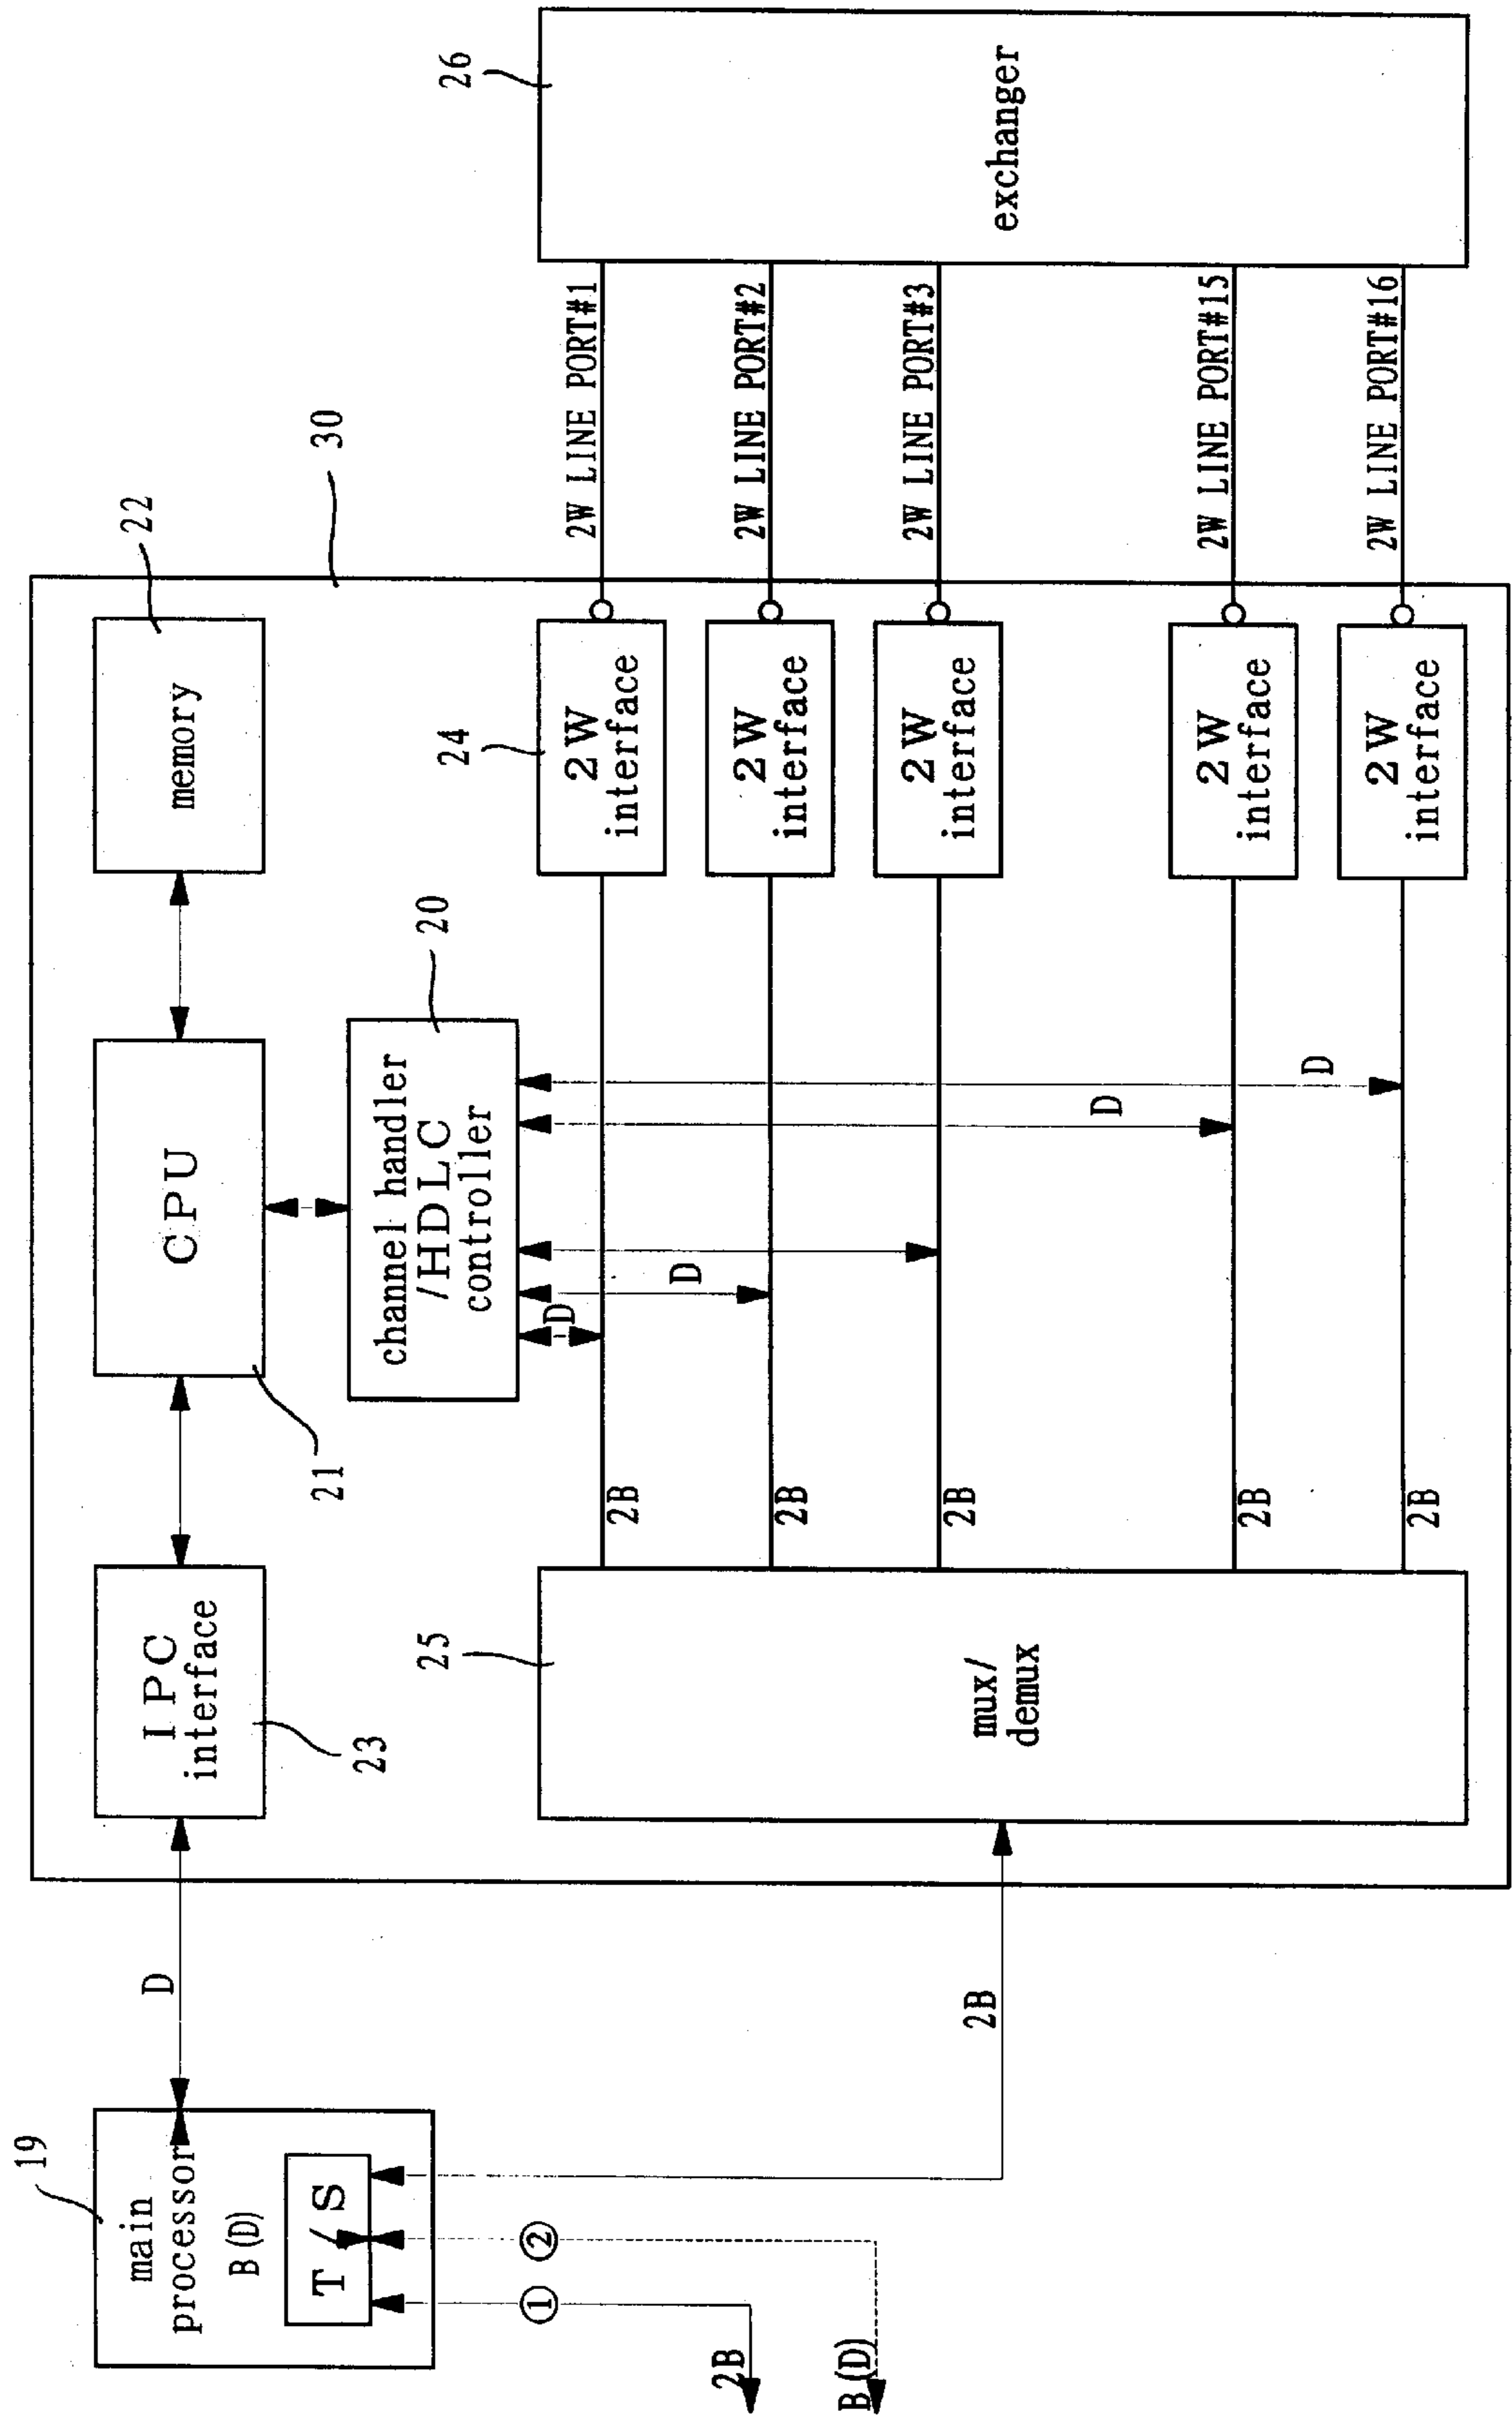 19
main
processor
B(D)
T/S
①
②
2B
B(D)
D
2B
30
IPC
interface
23
CPU
21
memory
22
channel handler
/HDLC
controller
20
D
D
D
D
25
mux/
demux
2B
2B
2B
2B
2B
24
2W
interface
2W
interface
2W
interface
2W
interface
2W
interface
2W LINE PORT#1
2W LINE PORT#2
2W LINE PORT#3
2W LINE PORT#15
2W LINE PORT#16
26
exchanger